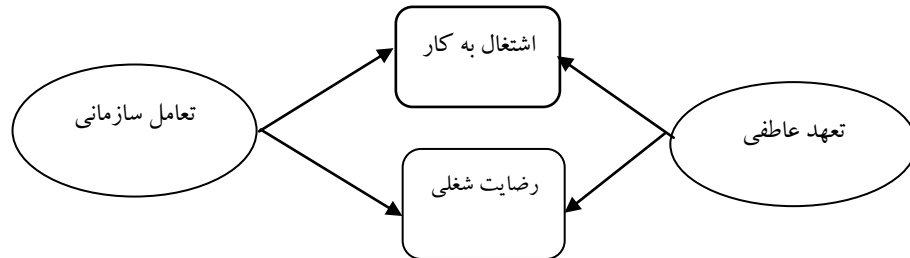 اشتغال به کار
تعامل سازمانی
تعهد عاطفی
رضایت شغلی